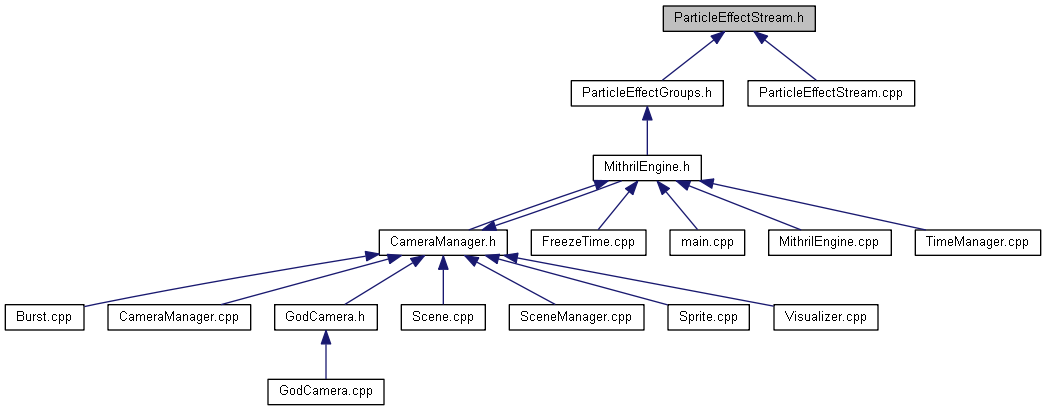 ParticleEffectStream.h
ParticleEffectGroups.h
ParticleEffectStream.cpp
MithrilEngine.h
CameraManager.h
FreezeTime.cpp
main.cpp
MithrilEngine.cpp
TimeManager.cpp
Burst.cpp
CameraManager.cpp
GodCamera.h
Scene.cpp
SceneManager.cpp
Sprite.cpp
Visualizer.cpp
GodCamera.cpp